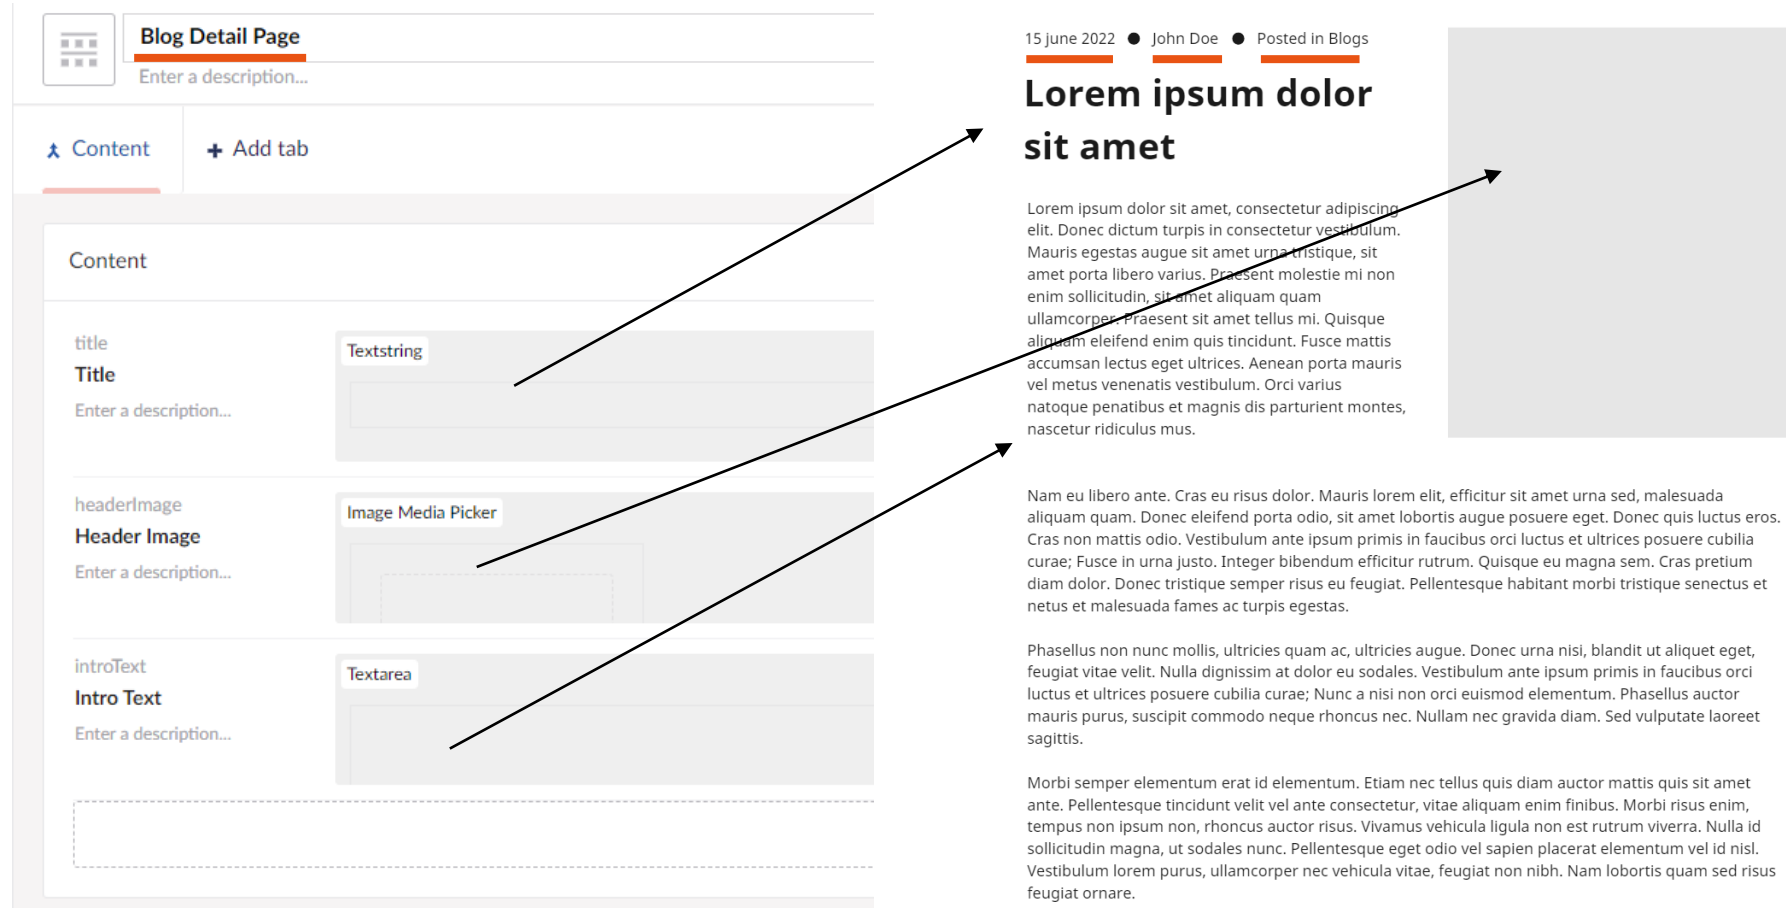 Blog Detail Page
Enter a description...
Content
Add tab
Content
title
Title
Enter a description...
Textstring
headerImage
Header Image
Enter a description...
Image Media Picker
introText
Intro Text
Enter a description...
Textarea
15 june 2022 ● John Doe ● Posted in Blogs
Lorem ipsum dolor
sit amet
Lorem ipsum dolor sit amet, consectetur adipiscing
elit. Donec dictum turpis in consectetur vestibulum.
Mauris egestas augue sit amet urna tristique, sit
amet porta libero varius. Praesent molestie mi non
enim sollicitudin, sit amet aliquam quam
ullamcorper. Praesent sit amet tellus mi. Quisque
aliquam eleifend enim quis tincidunt. Fusce mattis
accumsan lectus eget ultrices. Aenean porta mauris
vel metus venenatis vestibulum. Orci varius
natoque penatibus et magnis dis parturient montes,
nascetur ridiculus mus.
Nam eu libero ante. Cras eu risus dolor. Mauris lorem elit, efficitur sit amet urna sed, malesuada
aliquam quam. Donec eleifend porta odio, sit amet lobortis augue posuere eget. Donec quis luctus eros.
Cras non mattis odio. Vestibulum ante ipsum primis in faucibus orci luctus et ultrices posuere cubilia
curae; Fusce in urna justo. Integer bibendum efficitur rutrum. Quisque eu magna sem. Cras pretium
diam dolor. Donec tristique semper risus eu feugiat. Pellentesque habitant morbi tristique senectus et
netus et malesuada fames ac turpis egestas.
Phasellus non nunc mollis, ultricies quam ac, ultricies augue. Donec urna nisi, blandit ut aliquet eget,
feugiat vitae velit. Nulla dignissim at dolor eu sodales. Vestibulum ante ipsum primis in faucibus orci
luctus et ultrices posuere cubilia curae; Nunc a nisi non orci euismod elementum. Phasellus auctor
mauris purus, suscipit commodo neque rhoncus nec. Nullam nec gravida diam. Sed vulputate laoreet
sagittis.
Morbi semper elementum erat id elementum. Etiam nec tellus quis diam auctor mattis quis sit amet
ante. Pellentesque tincidunt velit vel ante consectetur, vitae aliquam enim finibus. Morbi risus enim,
tempus non ipsum non, rhoncus auctor risus. Vivamus vehicula ligula non est rutrum viverra. Nulla id
sollicitudin magna, ut sodales nunc. Pellentesque eget odio vel sapien placerat elementum vel id nisl.
Vestibulum lorem purus, ullamcorper nec vehicula vitae, feugiat non nibh. Nam lobortis quam sed risus
feugiat ornare.